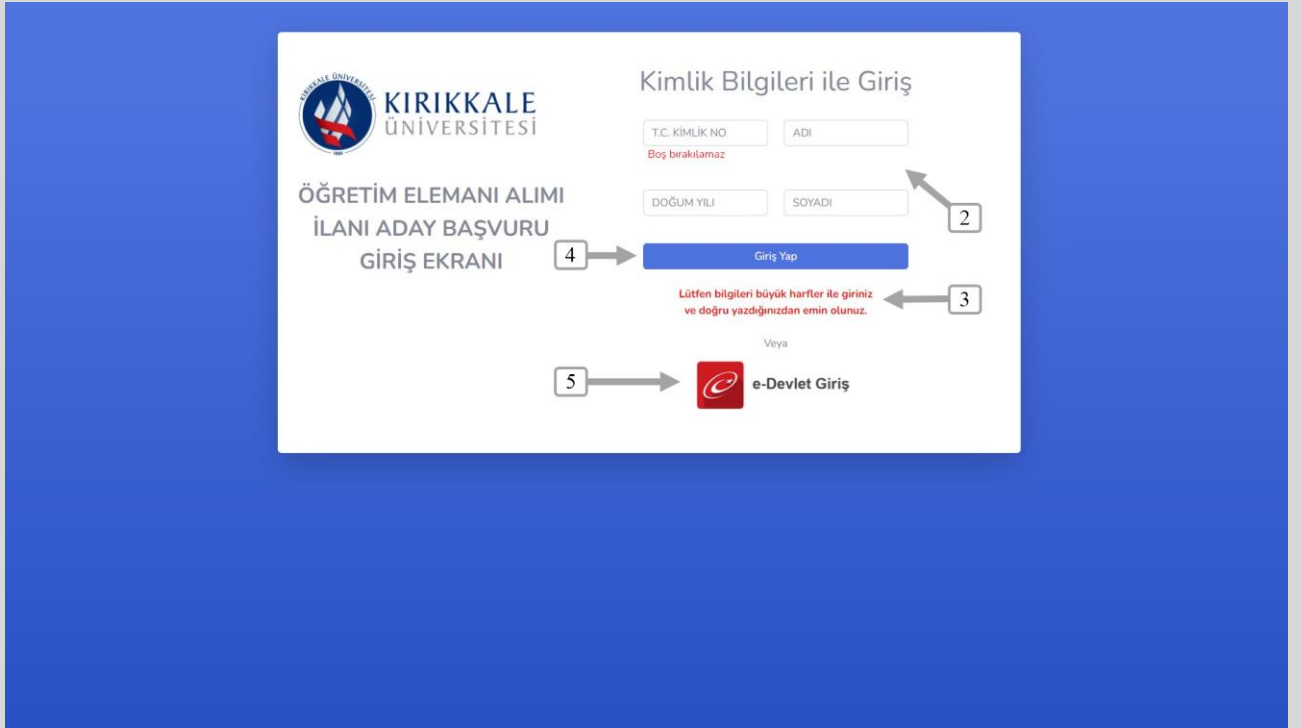 KIRIKKALE ÜNİVERSİTESİ
KIRIKKALE
ÜNİVERSİTESİ
ÖĞRETİM ELEMANI ALIMI
İLANI ADAY BAŞVURU
GİRİŞ EKRANI
Kimlik Bilgileri ile Giriş
T.C. KİMLİK NO
ADI
Boş bırakılamaz
DOĞUM YILI
SOYADI
2
4
Giriş Yap
Lütfen bilgileri büyük harfler ile giriniz
ve doğru yazdığınızdan emin olunuz.
3
Veya
5
e-Devlet Giriş